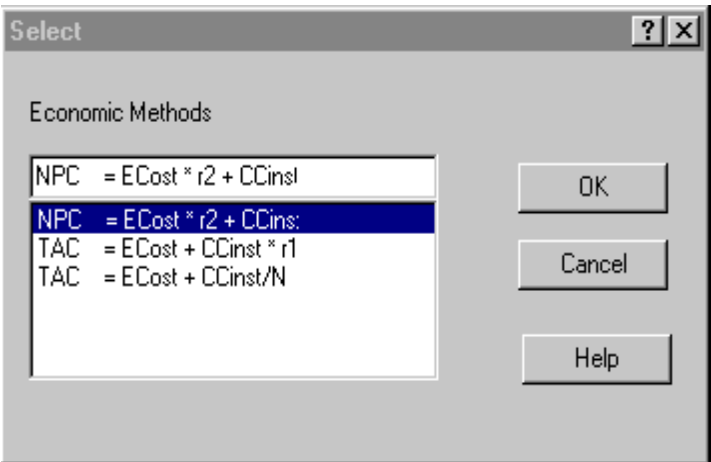 Select
Economic Methods
NPC = ECost * r2 + CCinsl
NPC = ECost * r2 + CCins:
TAC = ECost + CCinst * r1
TAC = ECost + CCinst/N
OK
Cancel
Help